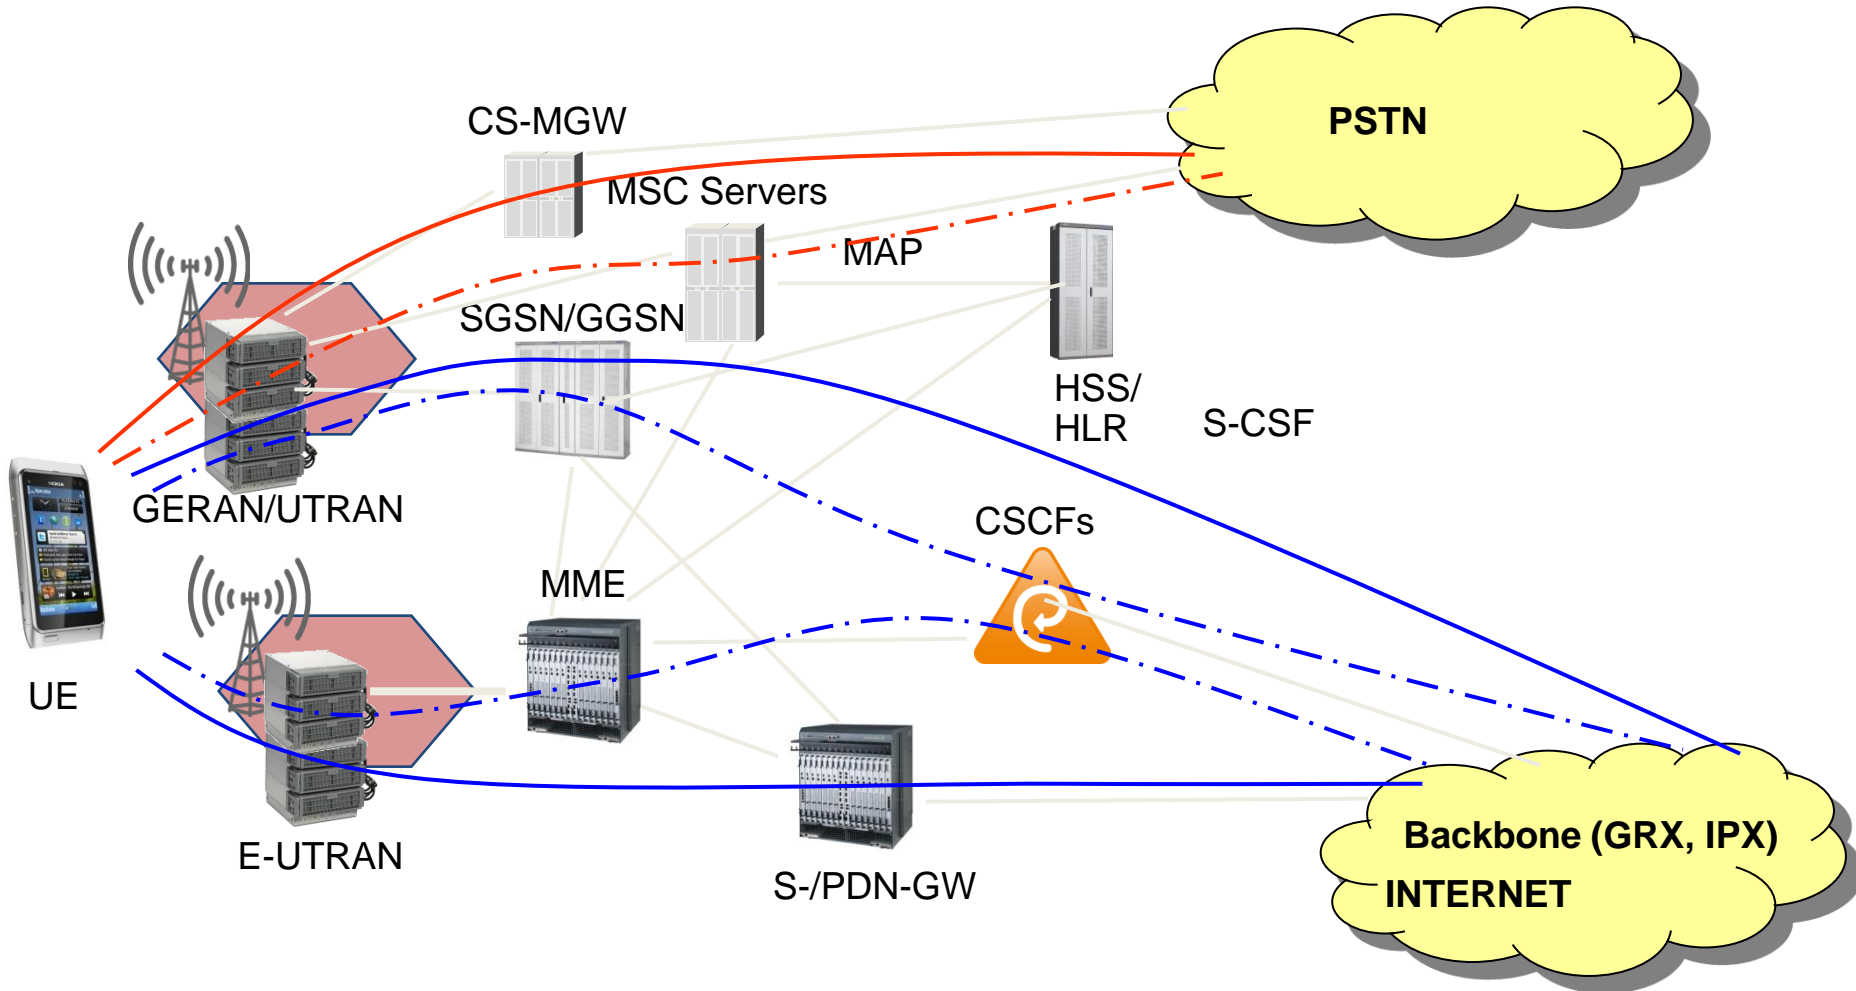 PSTN
CS-MGW
MSC Servers
MAP
SGSN/GGSN
HSS/
HLR
S-CSF
GERAN/UTRAN
NOKIA
CSCFs
MME
UE
E-UTRAN
S-/PDN-GW
Backbone (GRX, IPX)
INTERNET